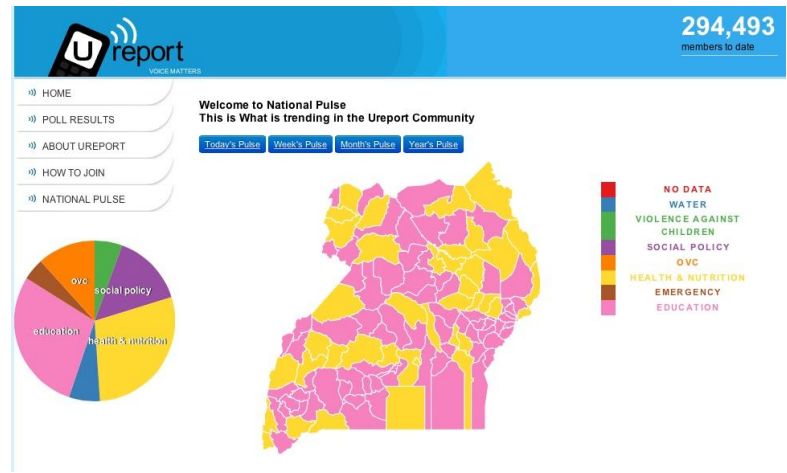 U report
VOICE MATTERS
294,493
members to date
HOME
POLL RESULTS
ABOUT UREPORT
HOW TO JOIN
NATIONAL PULSE
Welcome to National Pulse
This is What is trending in the Ureport Community
Today's Pulse Week's Pulse Month's Pulse Year's Pulse
NO DATA
WATER
VIOLENCE AGAINST
CHILDREN
SOCIAL POLICY
OVC
HEALTH & NUTRITION
EMERGENCY
EDUCATION
ovc
social policy
education
health & nutrition